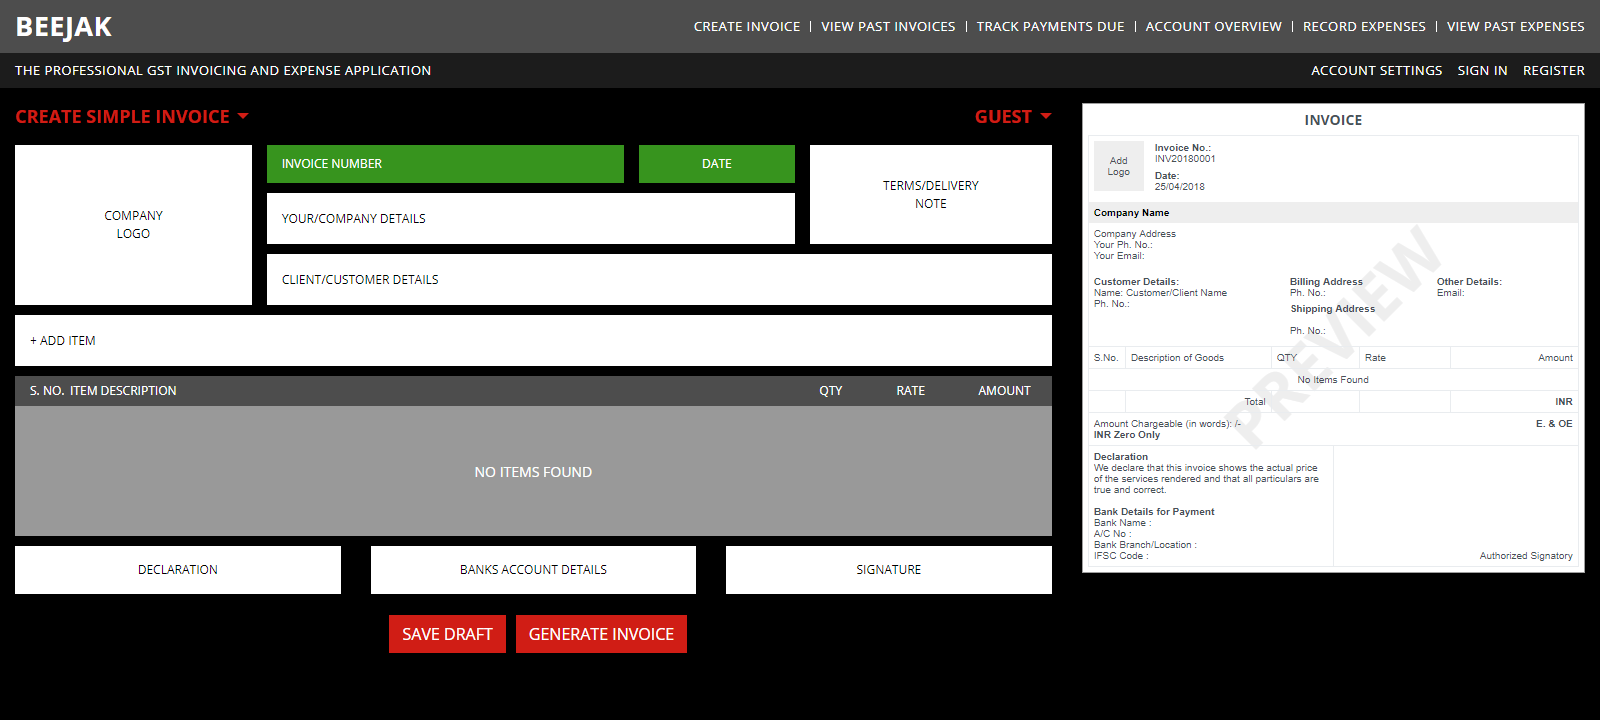 BEEJAK
CREATE INVOICE | VIEW PAST INVOICES | TRACK PAYMENTS DUE | ACCOUNT OVERVIEW | RECORD EXPENSES | VIEW PAST EXPENSES
THE PROFESSIONAL GST INVOICING AND EXPENSE APPLICATION
ACCOUNT SETTINGS SIGN IN REGISTER
CREATE SIMPLE INVOICE
GUEST
COMPANY
LOGO
INVOICE NUMBER
DATE
TERMS/DELIVERY
NOTE
YOUR/COMPANY DETAILS
CLIENT/CUSTOMER DETAILS
+ ADD ITEM
S. NO. ITEM DESCRIPTION QTY RATE AMOUNT
NO ITEMS FOUND
DECLARATION
BANKS ACCOUNT DETAILS
SIGNATURE
SAVE DRAFT
GENERATE INVOICE
INVOICE
Add
Logo
Invoice No.:
INV20180001
Date:
25/04/2018
Company Name
Company Address
Your Ph. No.:
Your Email:
Customer Details:
Name: Customer/Client Name
Ph. No.:
Billing Address
Ph. No.:
Shipping Address
Ph. No.:
Other Details:
Email:
S.No. Description of Goods QTY Rate Amount
No Items Found
Total INR
Amount Chargeable (in words): /- E. & OE
INR Zero Only
Declaration
We declare that this invoice shows the actual price
of the services rendered and that all particulars are
true and correct.
Bank Details for Payment
Bank Name :
A/C No :
Bank Branch/Location :
IFSC Code :
Authorized Signatory
PREVIEW